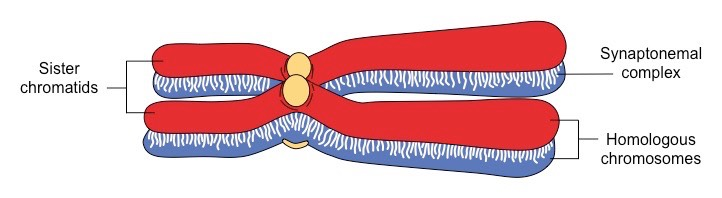 Sister
chromatids
Synaptonemal
complex
Homologous
chromosomes